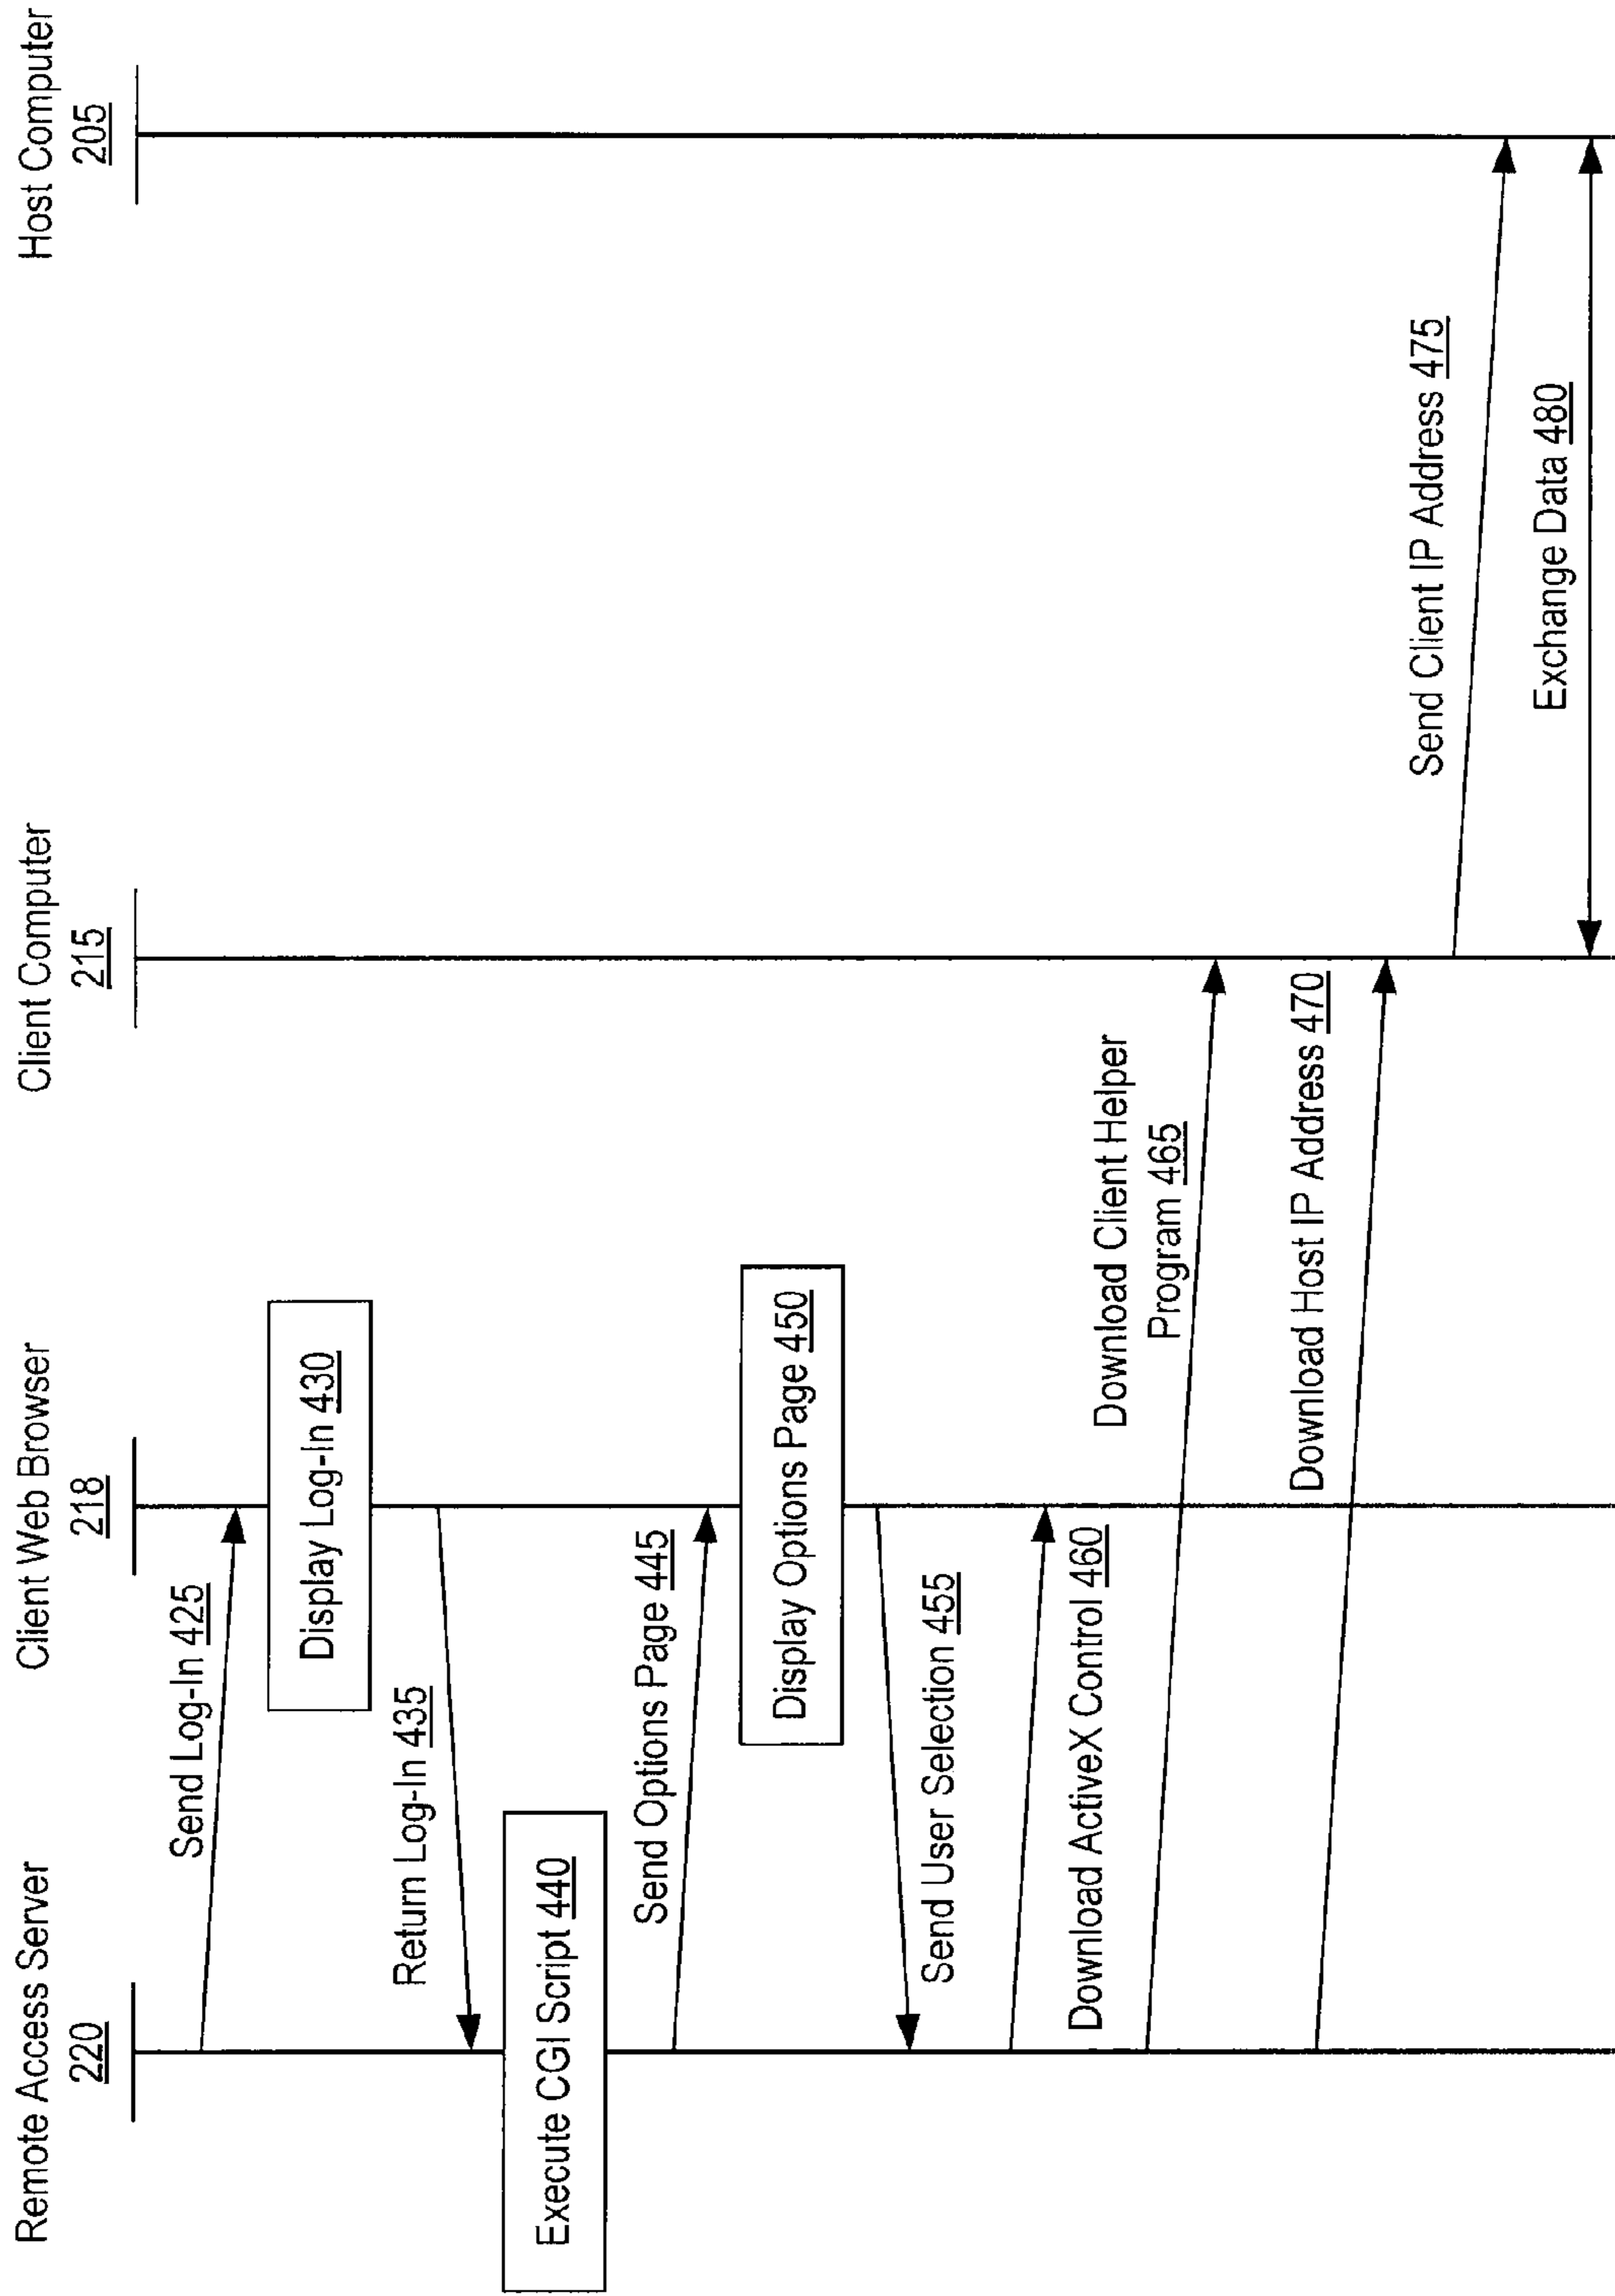 Remote Access Server
220
Client Web Browser
218
Client Computer
215
Host Computer
205
Send Log-In 425
Display Log-In 430
Return Log-In 435
Execute CGI Script 440
Send Options Page 445
Display Options Page 450
Send User Selection 455
Download ActiveX Control 460
Download Client Helper
Program 465
Download Host IP Address 470
Send Client IP Address 475
Exchange Data 480